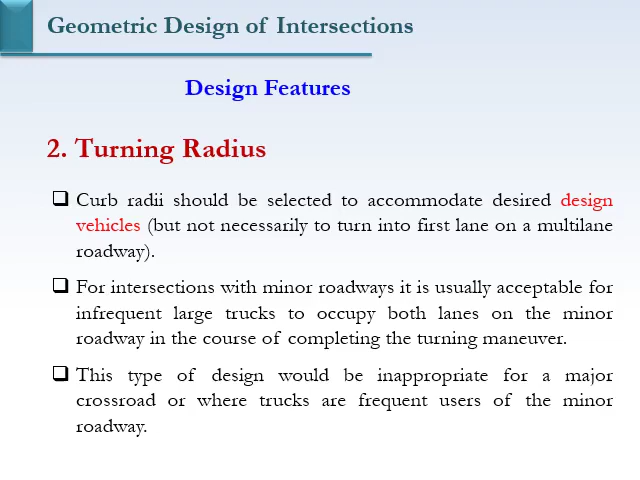 Geometric Design of Intersections
Design Features
2. Turning Radius
❑ Curb radii should be selected to accommodate desired design
vehicles (but not necessarily to turn into first lane on a multilane
roadway).
❑ For intersections with minor roadways it is usually acceptable for
infrequent large trucks to occupy both lanes on the minor
roadway in the course of completing the turning maneuver.
❑ This type of design would be inappropriate for a major
crossroad or where trucks are frequent users of the minor
roadway.